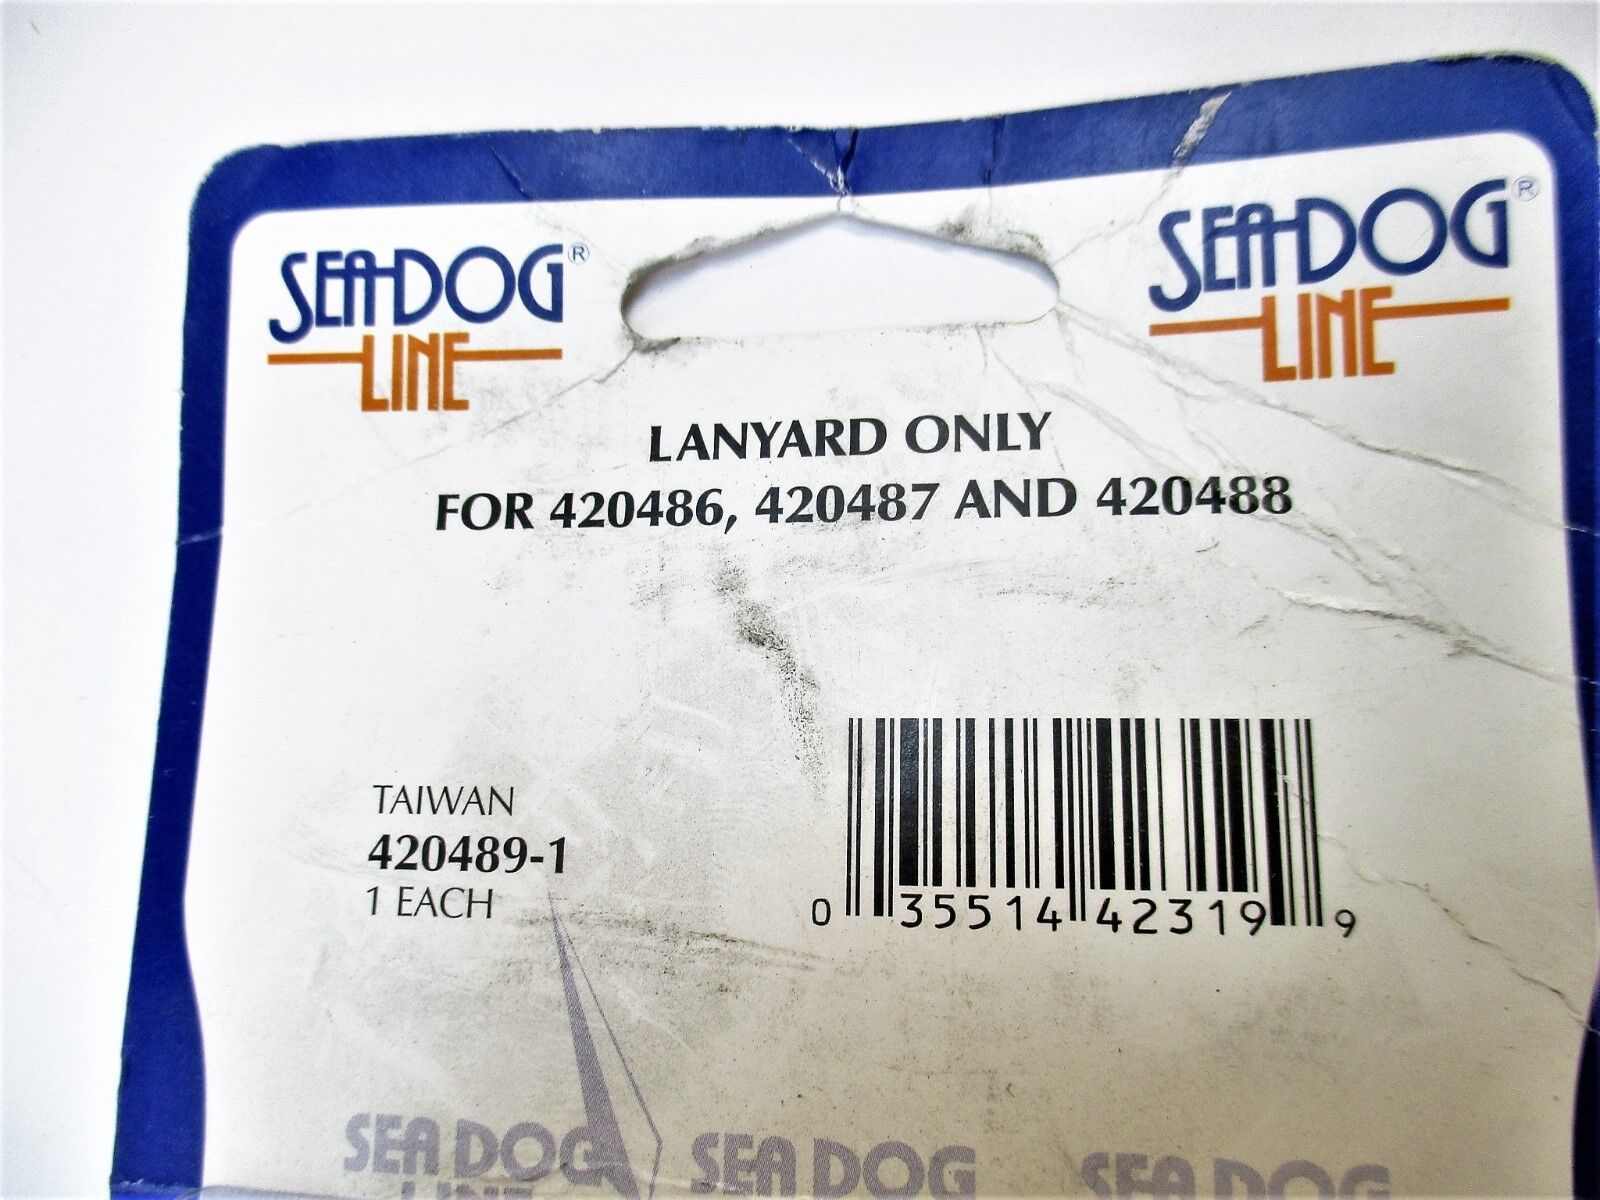 SEA-DOG®
LINE
SEA-DOG®
LINE
LANYARD ONLY
FOR 420486, 420487 AND 420488
TAIWAN
420489-1
1 EACH
0 35514 42319 9
SEA DOG SEA DOG SEA DOG
LINE